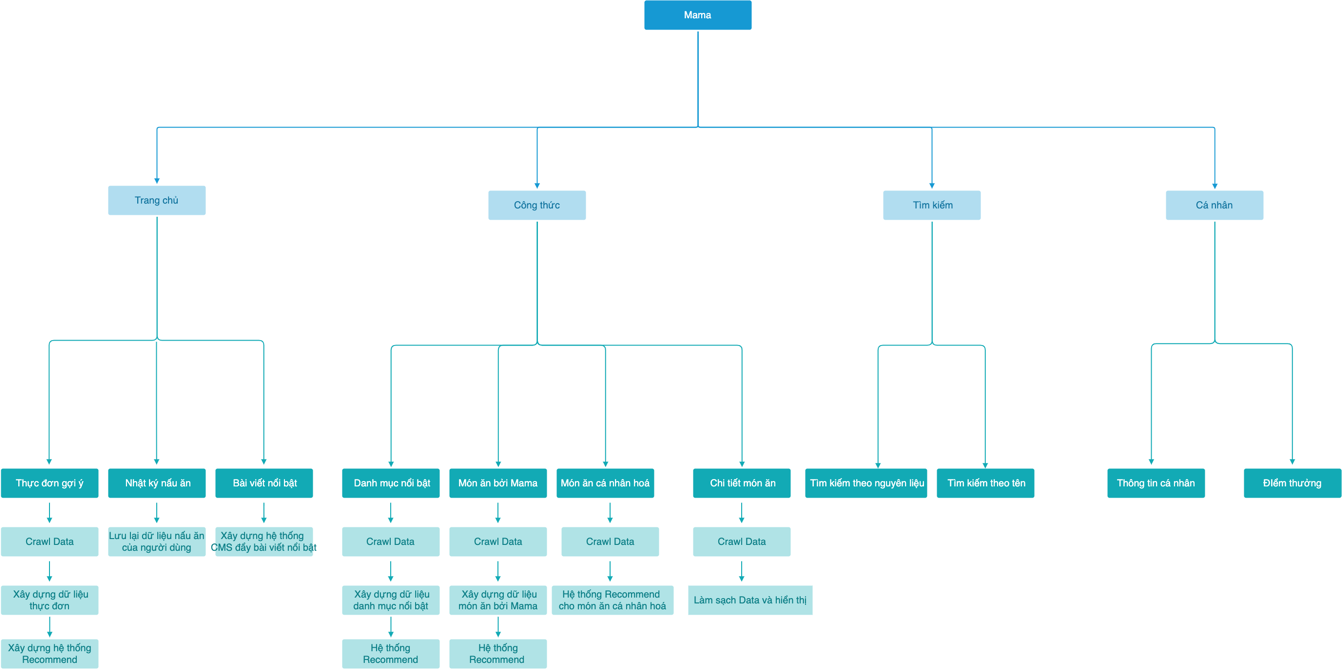 Mama
Trang chủ
Công thức
Tìm kiếm
Cá nhân
Thực đơn gợi ý
Nhật ký nấu ăn
Bài viết nổi bật
Danh mục nổi bật
Món ăn bởi Mama
Món ăn cá nhân hoá
Chi tiết món ăn
Tìm kiếm theo nguyên liệu
Tìm kiếm theo tên
Thông tin cá nhân
Điểm thưởng
Crawl Data
Lưu lại dữ liệu nấu ăn
của người dùng
Xây dựng hệ thống
CMS đẩy bài viết nổi bật
Crawl Data
Crawl Data
Crawl Data
Crawl Data
Xây dựng dữ liệu
thực đơn
Xây dựng dữ liệu
danh mục nổi bật
Xây dựng dữ liệu
món ăn bởi Mama
Hệ thống Recommend
cho món ăn cá nhân hoá
Làm sạch Data và hiển thị
Xây dựng hệ thống
Recommend
Hệ thống
Recommend
Hệ thống
Recommend